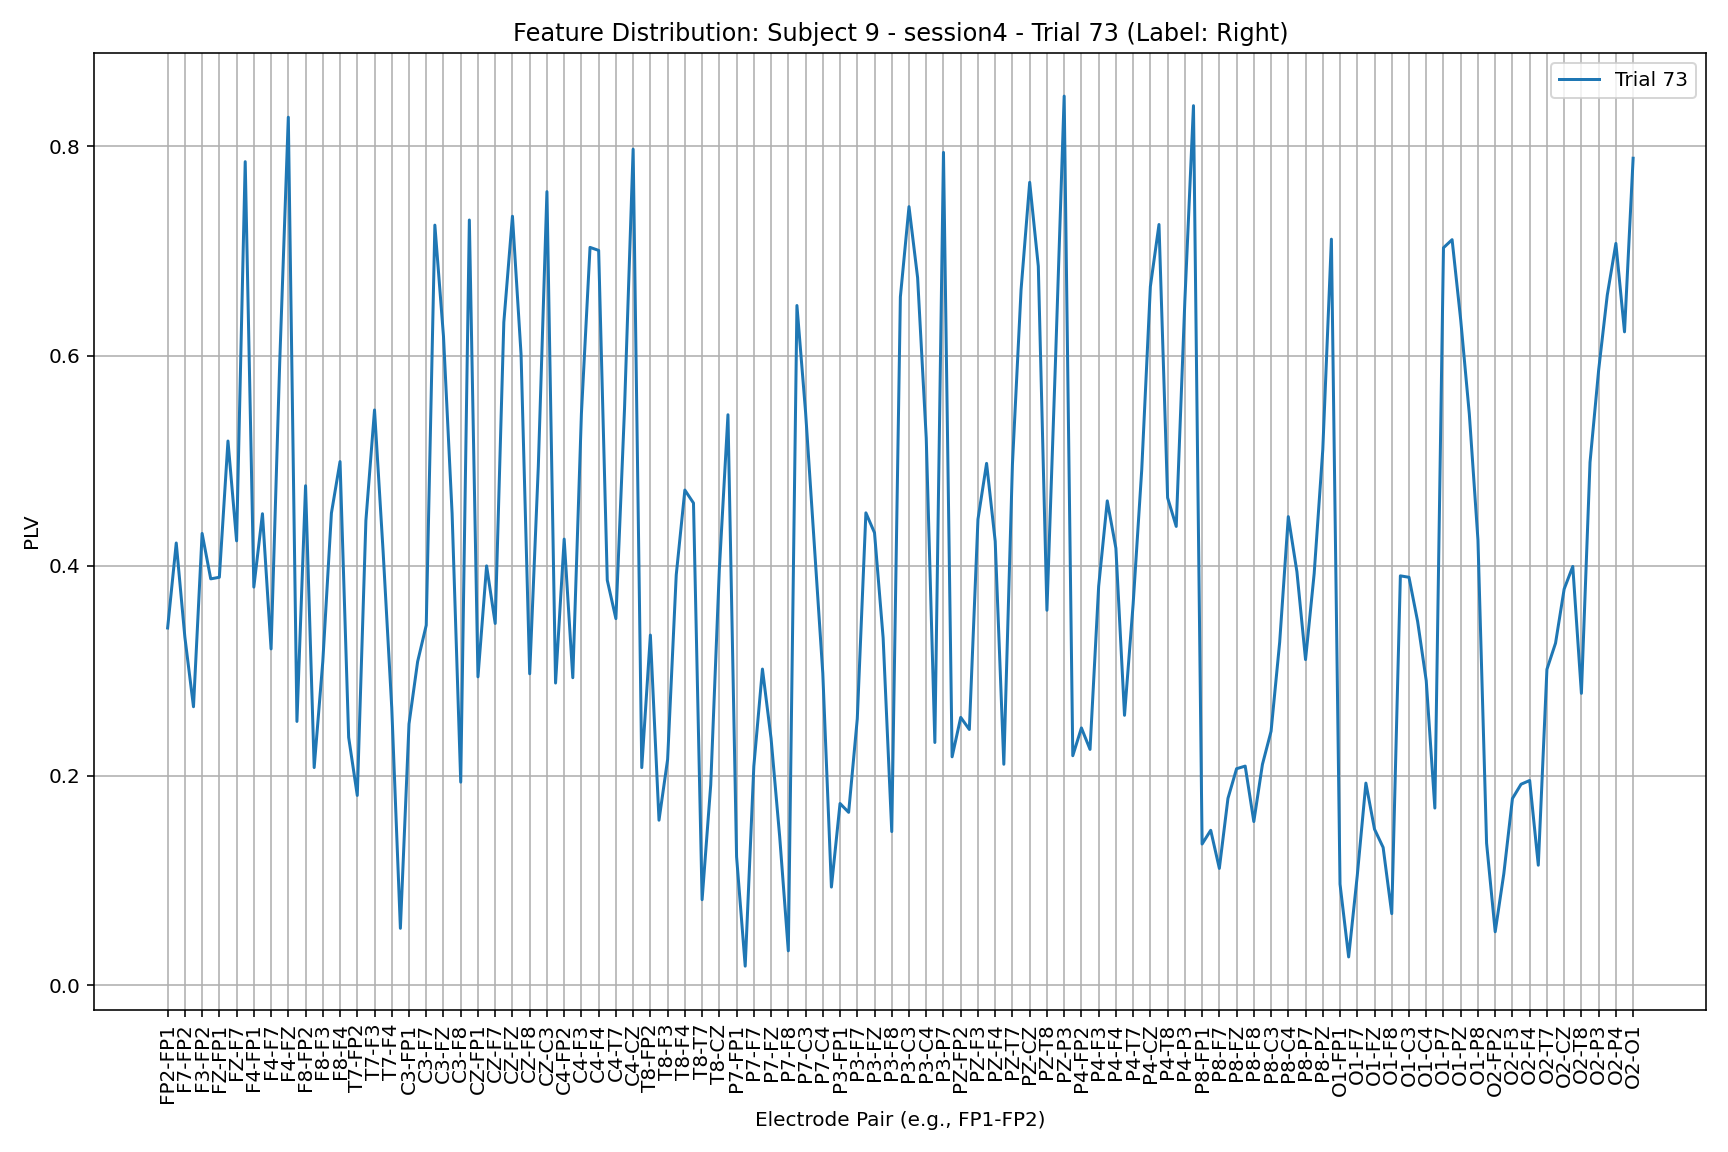 Feature Distribution: Subject 9 - session4 - Trial 73 (Label: Right)
Trial 73
PLV
0.8
0.6
0.4
0.2
0.0
FP2-FP1
F7-FP2
F3-FP2
FZ-FP1
FZ-F7
F4-FP1
F4-F7
F4-FZ
F8-FP2
F8-F3
F8-F4
T7-FP2
T7-F3
T7-F4
C3-FP1
C3-F7
C3-FZ
C3-F8
CZ-FP1
CZ-F7
CZ-FZ
CZ-F8
CZ-C3
C4-FP2
C4-F3
C4-F4
C4-T7
C4-CZ
T8-FP2
T8-F3
T8-F4
T8-T7
T8-CZ
P7-FP1
P7-F7
P7-FZ
P7-F8
P7-C3
P7-C4
P3-FP1
P3-F7
P3-FZ
P3-F8
P3-C3
P3-C4
P3-P7
PZ-FP2
PZ-F3
PZ-F4
PZ-T7
PZ-CZ
PZ-T8
PZ-P3
P4-FP2
P4-F3
P4-F4
P4-T7
P4-CZ
P4-T8
P4-P3
P8-FP1
P8-F7
P8-FZ
P8-F8
P8-C3
P8-C4
P8-P7
P8-PZ
O1-FP1
O1-F7
O1-FZ
O1-F8
O1-C3
O1-C4
O1-P7
O1-PZ
O1-P8
O2-FP2
O2-F3
O2-F4
O2-T7
O2-CZ
O2-T8
O2-P3
O2-P4
O2-O1
Electrode Pair (e.g., FP1-FP2)